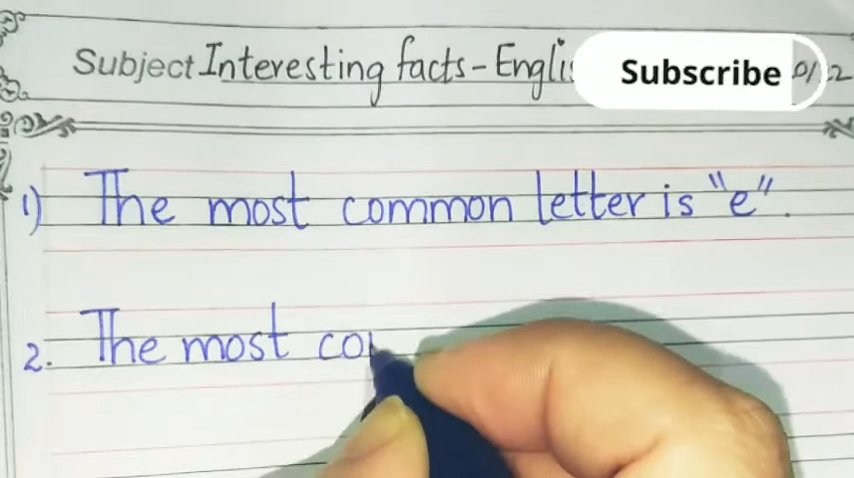 Subject Interesting facts - Engli
Subscribe
1) The most common letter is "e".
2. The most co